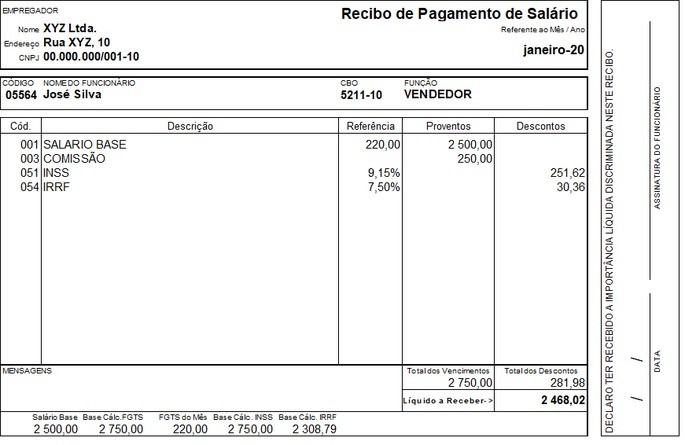 EMPREGADOR
Recibo de Pagamento de Salário
Nome XYZ Ltda.
Referente ao Mês / Ano
Endereço Rua XYZ, 10
CNPJ 00.000.000/001-10
janeiro-20
CÓDIGO NOME DO FUNCIONÁRIO CBO FUNÇÃO
05564 José Silva 5211-10 VENDEDOR
Cód. Descrição Referência Proventos Descontos
001 SALARIO BASE 220,00 2 500,00
003 COMISSÃO 250,00
051 INSS 9,15% 251,62
054 IRRF 7,50% 30,36
MENSAGENS Total dos Vencimentos Total dos Descontos
2 750,00 281,98
Líquido a Receber-> 2 468,02
Salário Base Base Cálc.FGTS FGTS do Mês Base Cálc. INSS Base Cálc. IRRF
2 500,00 2 750,00 220,00 2 750,00 2 308,79
DECLARO TER RECEBIDO A IMPORTÂNCIA LÍQUIDA DISCRIMINADA NESTE RECIBO.
ASSINATURA DO FUNCIONÁRIO
/ /
DATA